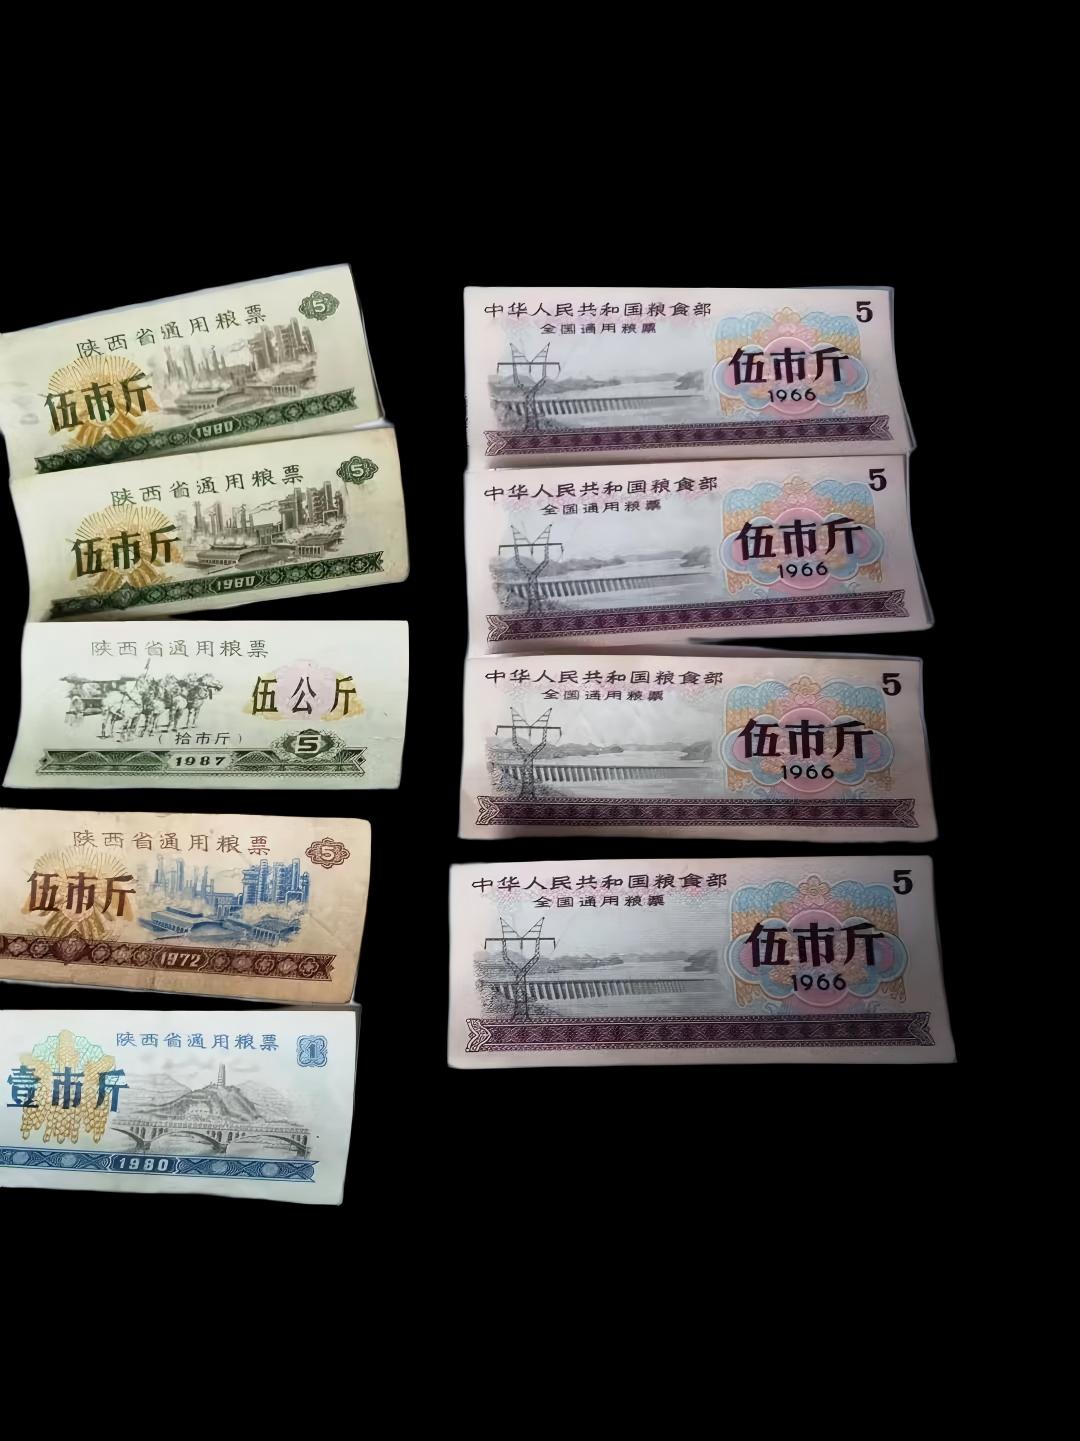 陕西省通用粮票
5
伍市斤
1980
陕西省通用粮票
5
伍市斤
1980
陕西省通用粮票
伍公斤
(拾市斤)
5
1987
陕西省通用粮票
5
伍市斤
1972
陕西省通用粮票
1
壹市斤
1980
中华人民共和国粮食部
5
全国通用粮票
伍市斤
1966
中华人民共和国粮食部
5
全国通用粮票
伍市斤
1966
中华人民共和国粮食部
5
全国通用粮票
伍市斤
1966
中华人民共和国粮食部
5
全国通用粮票
伍市斤
1966